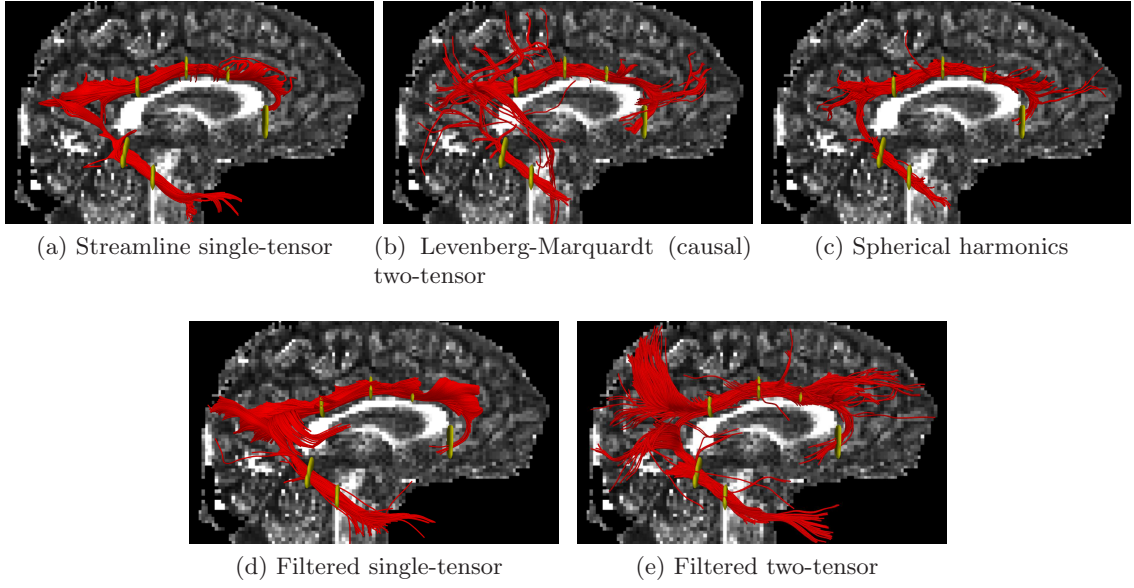 (a) Streamline single-tensor
(b) Levenberg-Marquardt (causal)
two-tensor
(c) Spherical harmonics
(d) Filtered single-tensor
(e) Filtered two-tensor